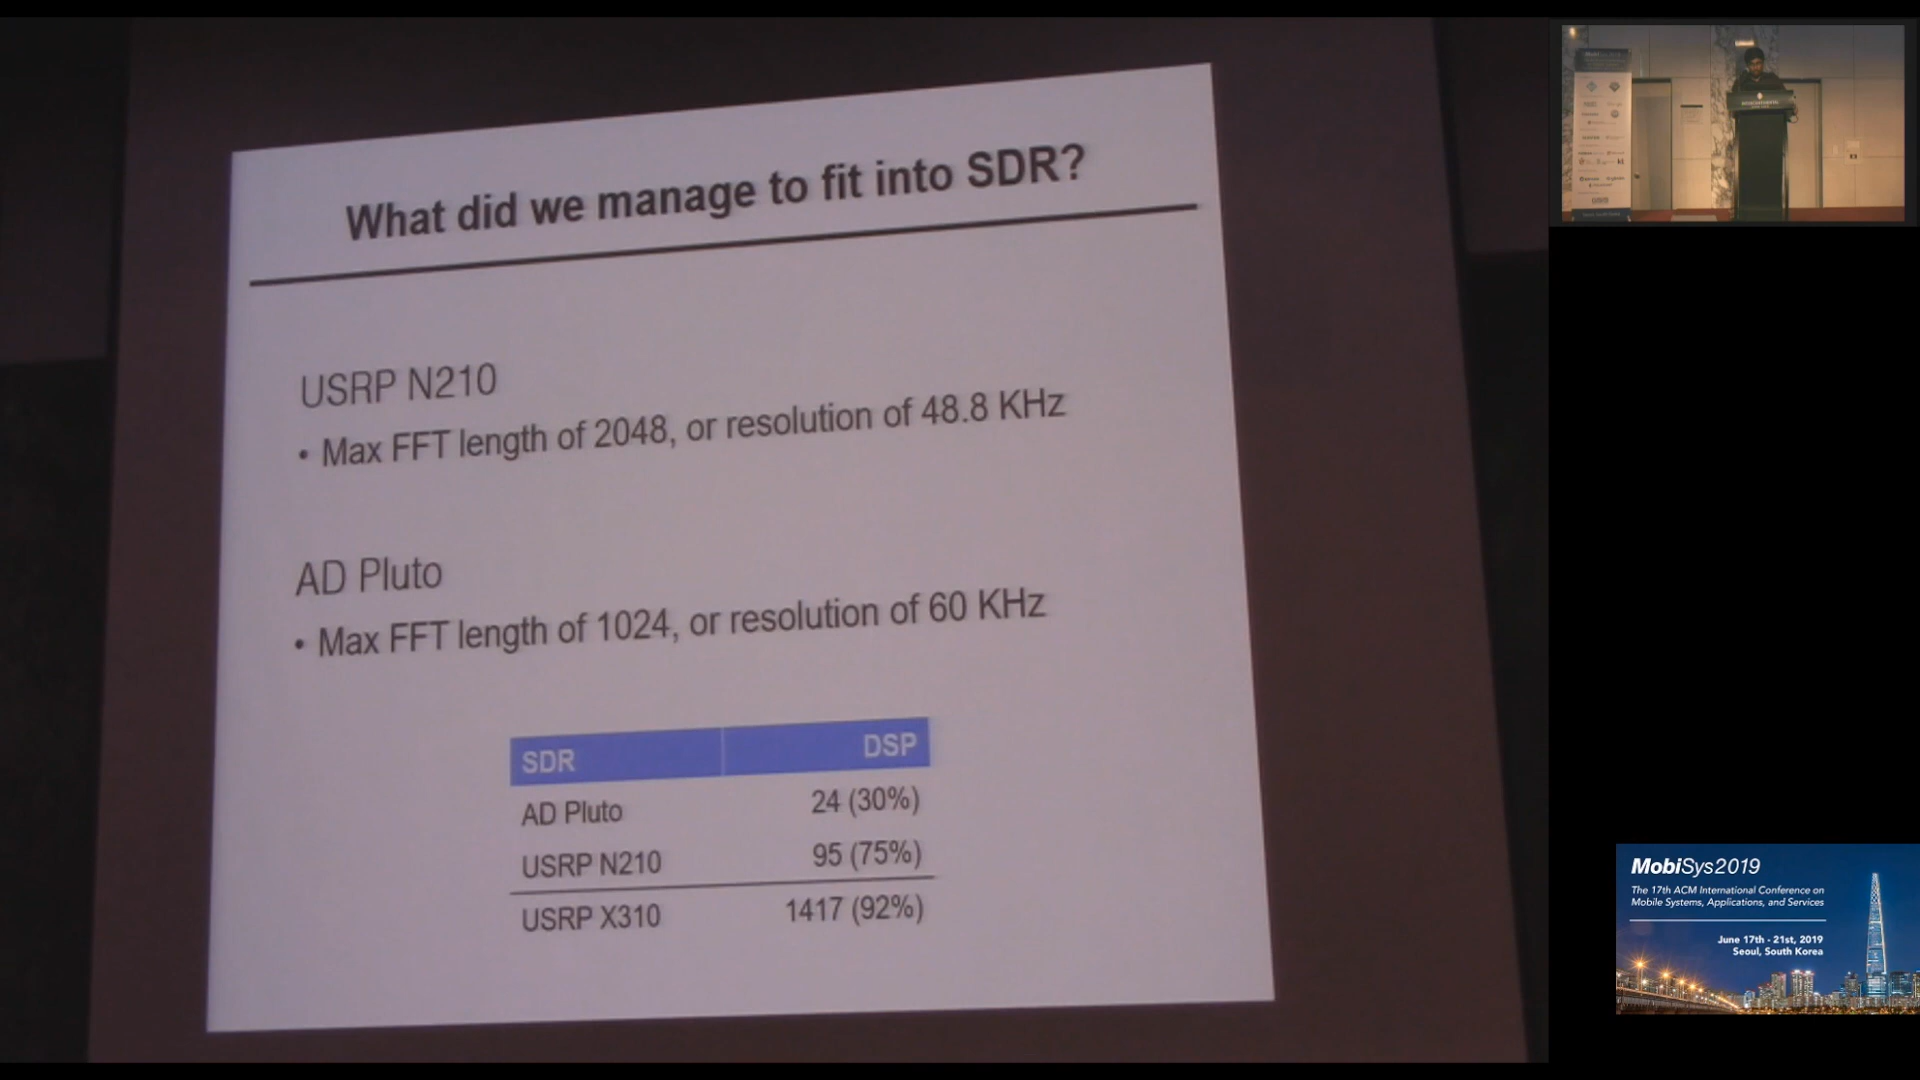 What did we manage to fit into SDR?
USRP N210
• Max FFT length of 2048, or resolution of 48.8 KHz
AD Pluto
• Max FFT length of 1024, or resolution of 60 KHz
SDR DSP
AD Pluto 24 (30%)
USRP N210 95 (75%)
USRP X310 1417 (92%)
MobiSys2019
The 17th ACM International Conference on
Mobile Systems, Applications, and Services
June 17th - 21st, 2019
Seoul, South Korea